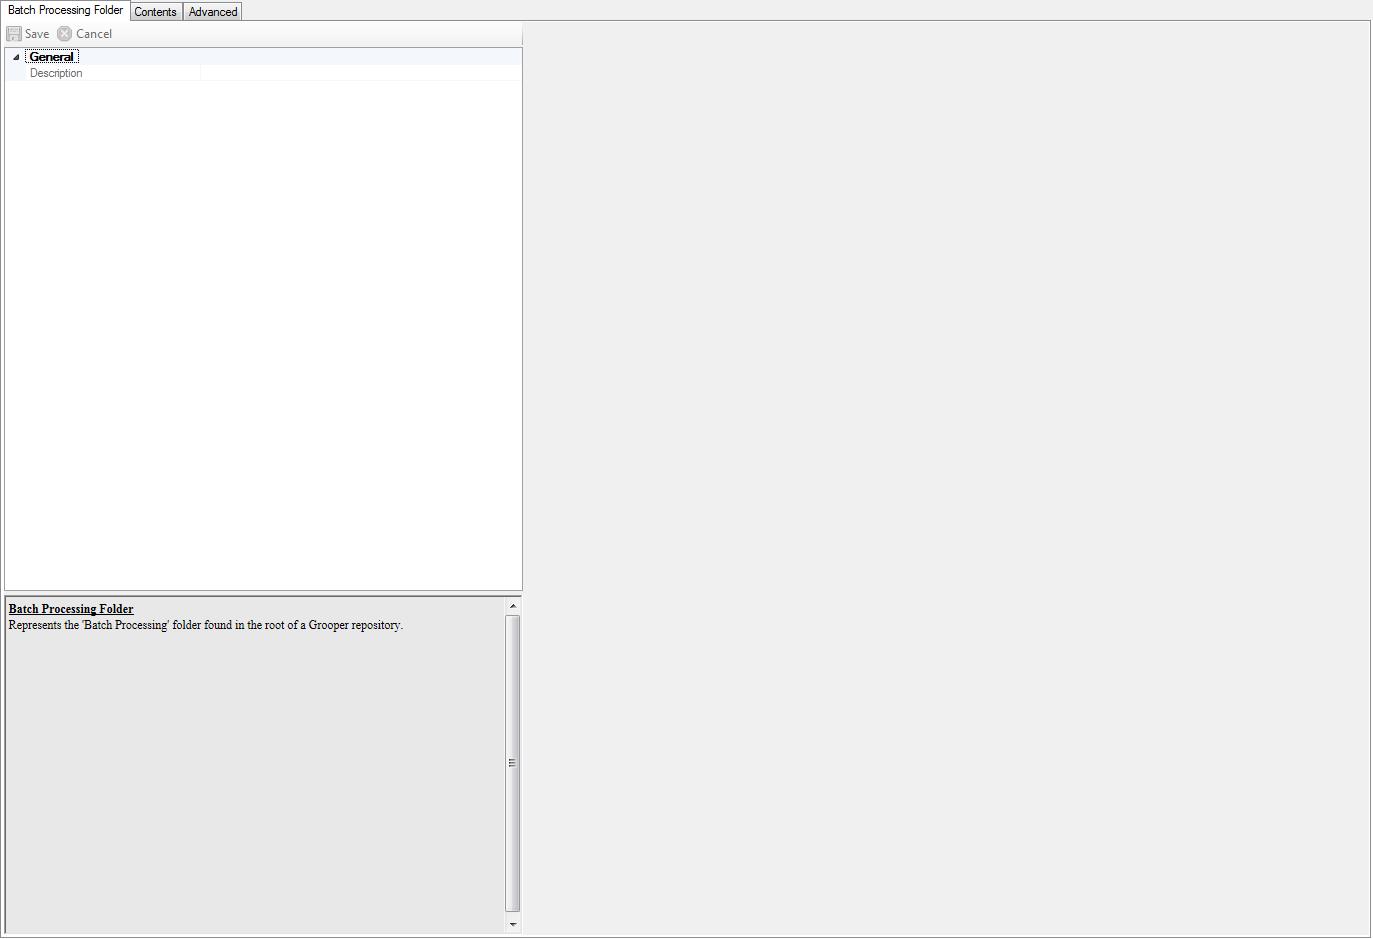 Batch Processing Folder Contents Advanced
Save Cancel
General
Description
Batch Processing Folder
Represents the 'Batch Processing' folder found in the root of a Grooper repository.